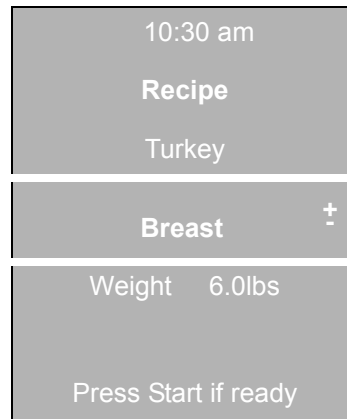 10:30 am
Recipe
Turkey
+
Breast
-
Weight 6.0lbs
Press Start if ready